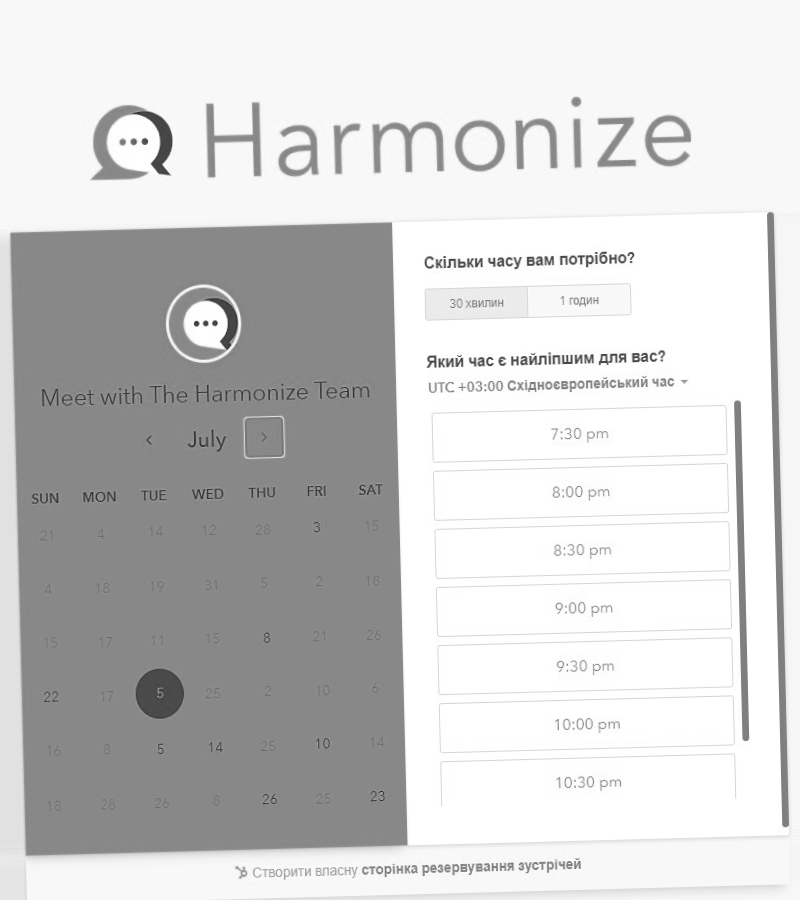 Harmonize
Meet with The Harmonize Team
July
SUN MON TUE WED THU FRI SAT
21 4 14 12 28 3 15
4 18 19 31 5 2 18
15 17 11 15 8 21 26
22 17 5 25 2 10 6
16 8 5 14 25 10 14
18 28 26 8 26 25 23
Скільки часу вам потрібно?
30 хвилин 1 годин
Який час є найліпшим для вас?
UTC +03:00 Східноєвропейський час
7:30 pm
8:00 pm
8:30 pm
9:00 pm
9:30 pm
10:00 pm
10:30 pm
Створити власну сторінка резервування зустрічей